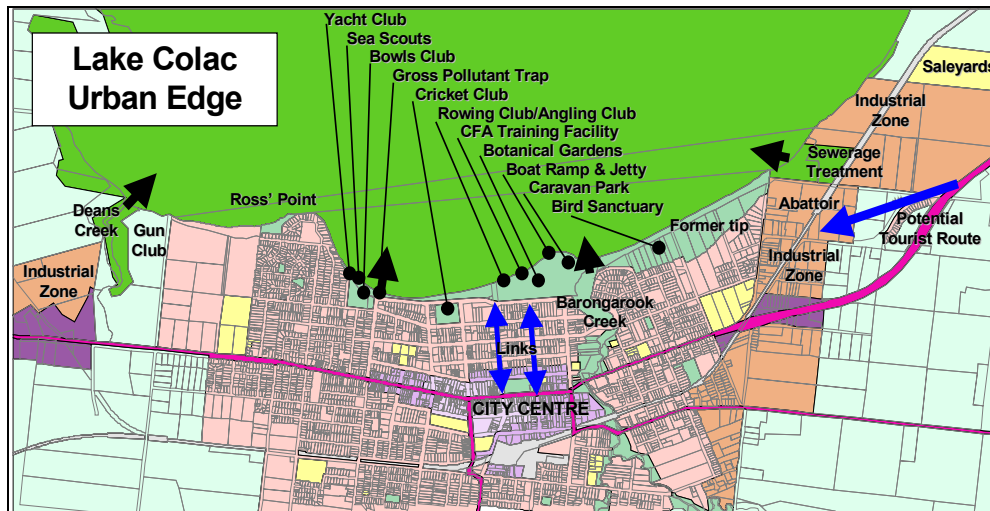 Lake Colac
Urban Edge
Yacht Club
Sea Scouts
Bowls Club
Gross Pollutant Trap
Cricket Club
Rowing Club/Angling Club
CFA Training Facility
Botanical Gardens
Boat Ramp & Jetty
Caravan Park
Bird Sanctuary
Saleyards
Industrial
Zone
Sewerage
Treatment
Abattoir
Potential
Tourist Route
Industrial
Zone
Former tip
Ross' Point
Deans
Creek
Gun
Club
Industrial
Zone
Barongarook
Creek
Links
CITY CENTRE